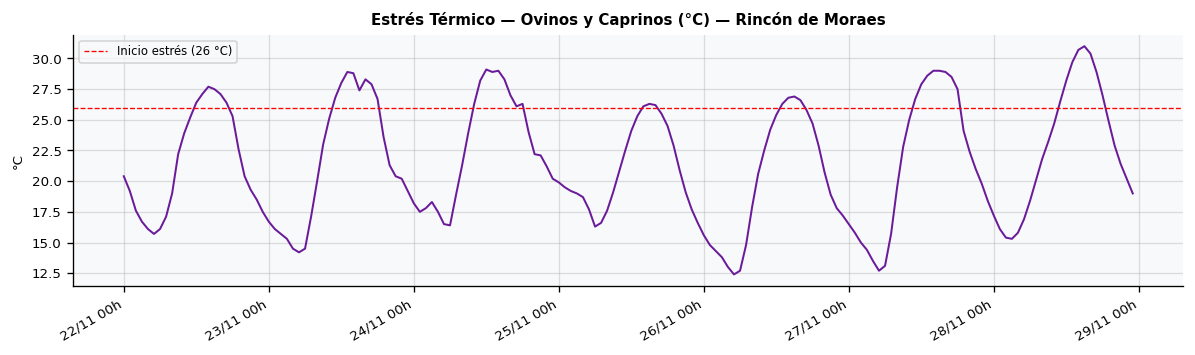 Estrés Térmico — Ovinos y Caprinos (°C) — Rincón de Moraes
Inicio estrés (26 °C)
°C
30.0
27.5
25.0
22.5
20.0
17.5
15.0
12.5
22/11 00h
23/11 00h
24/11 00h
25/11 00h
26/11 00h
27/11 00h
28/11 00h
29/11 00h